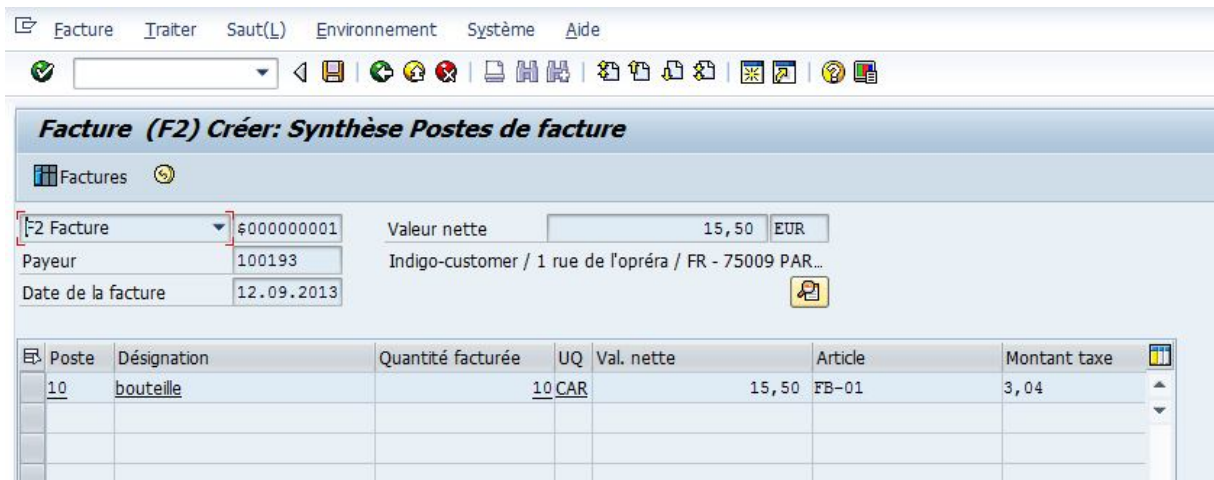 Facture Traiter Saut(L) Environnement Système Aide
Facture (F2) Créer: Synthèse Postes de facture
Factures
F2 Facture $000000001 Valeur nette 15,50 EUR
Payeur 100193 Indigo-customer / 1 rue de l'opréra / FR - 75009 PAR…
Date de la facture 12.09.2013
Poste Désignation Quantité facturée UQ Val. nette Article Montant taxe
10 bouteille 10 CAR 15,50 FB-01 3,04